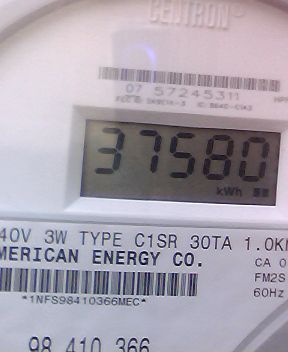 CENTRON®
07 57245311
37580
kWh
40V 3W TYPE C1SR 30TA 1.0K
MERICAN ENERGY CO.
CA 0
FM2S
60Hz
*1NFS98410366MEC*
98 410 366